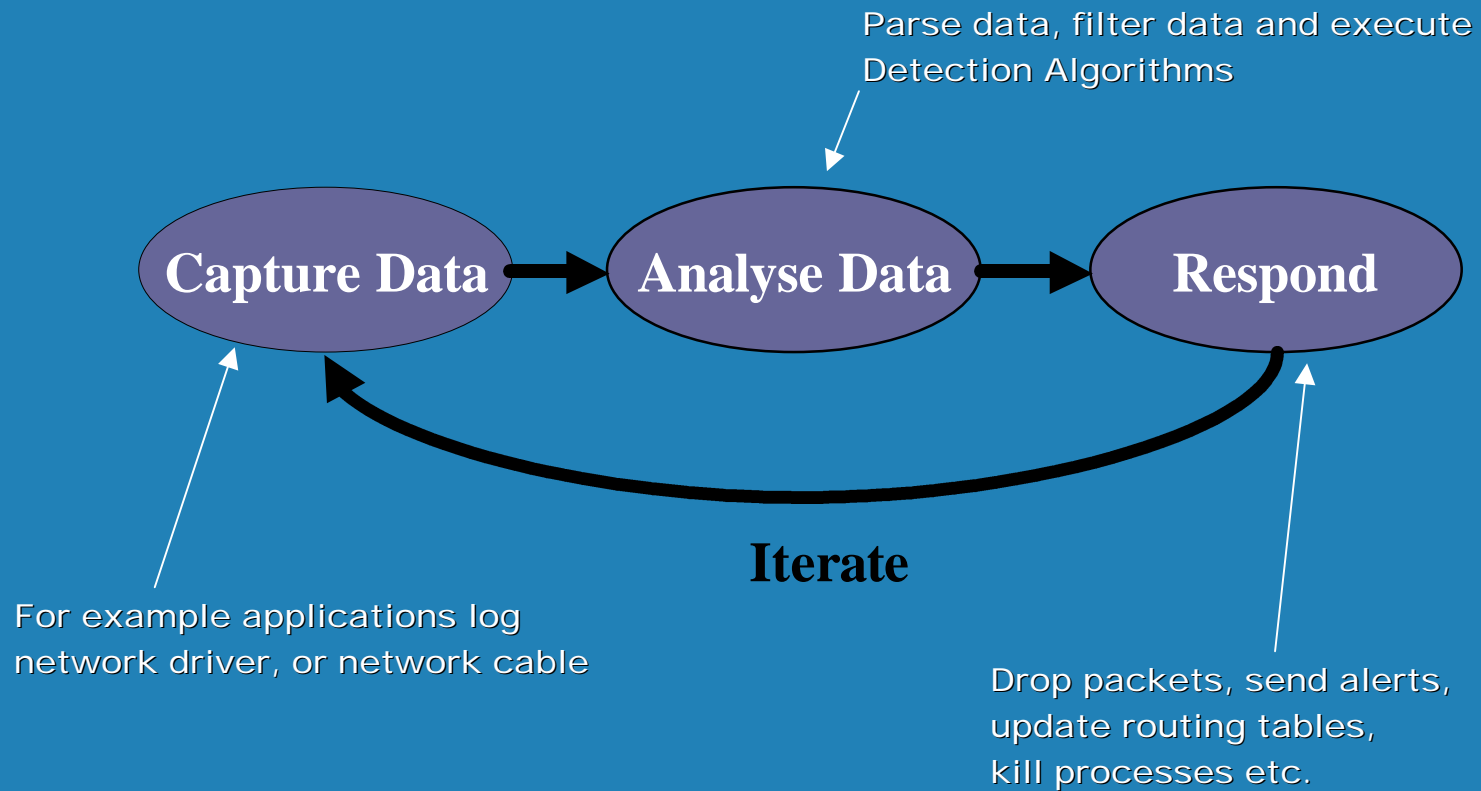 Parse data, filter data and execute
Detection Algorithms
Capture Data
Analyse Data
Respond
Iterate
For example applications log
network driver, or network cable
Drop packets, send alerts,
update routing tables,
kill processes etc.